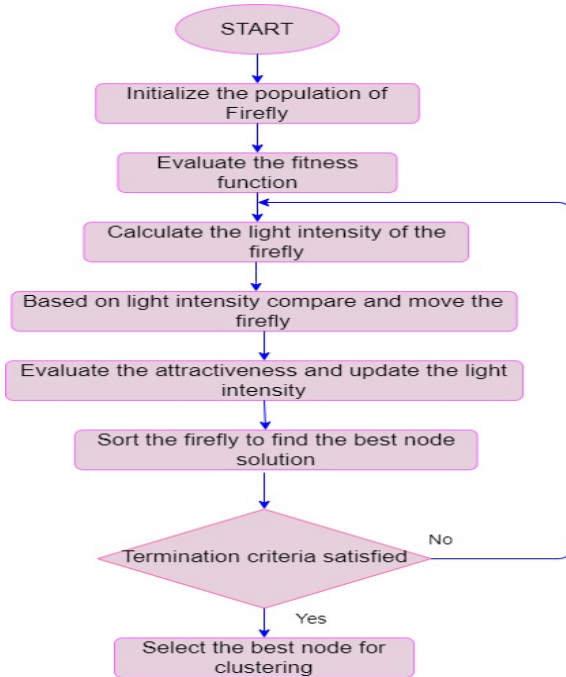 START
Initialize the population of
Firefly
Evaluate the fitness
function
Calculate the light intensity of the
firefly
Based on light intensity compare and move the
firefly
Evaluate the attractiveness and update the light
intensity
Sort the firefly to find the best node
solution
Termination criteria satisfied
No
Yes
Select the best node for
clustering